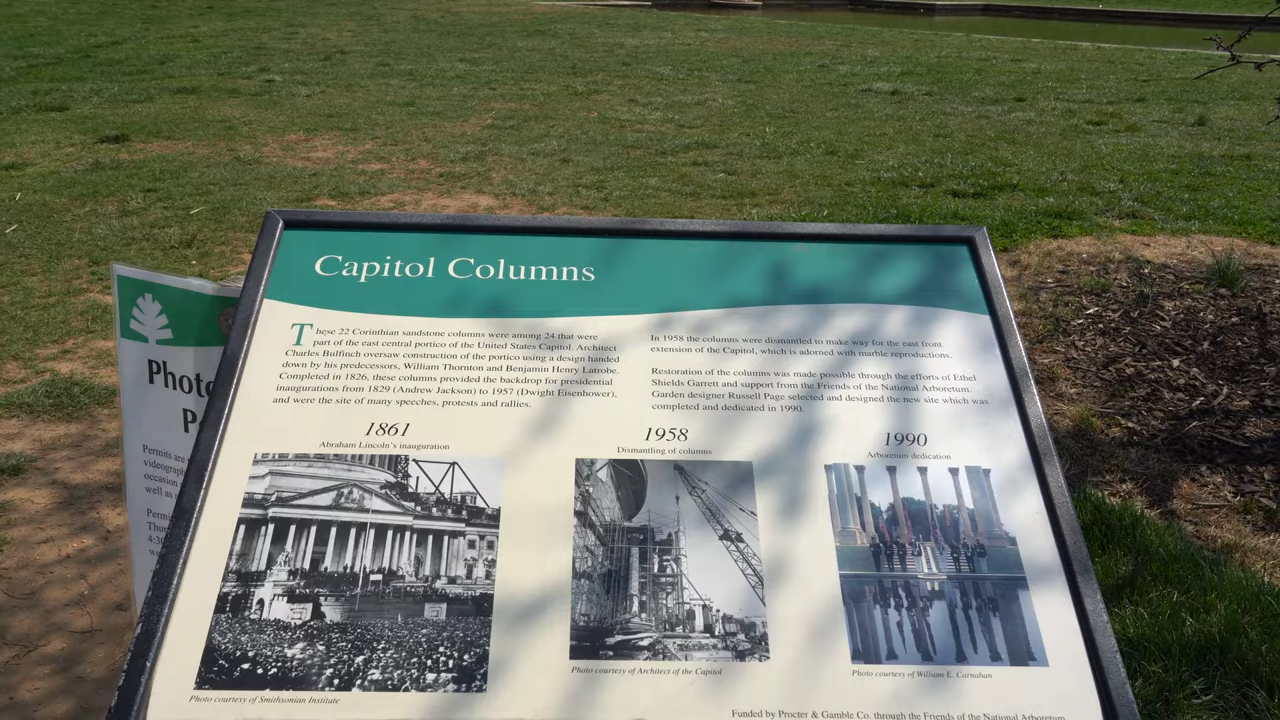 Capitol Columns
These 22 Corinthian sandstone columns were among 24 that were
part of the east central portico of the United States Capitol. Architect
Charles Bulfinch oversaw construction of the portico using a design handed
down by his predecessors, William Thornton and Benjamin Henry Latrobe.
Completed in 1826, these columns provided the backdrop for presidential
inaugurations from 1829 (Andrew Jackson) to 1957 (Dwight Eisenhower),
and were the site of many speeches, protests and rallies.
In 1958 the columns were dismantled to make way for the east front
extension of the Capitol, which is adorned with marble reproductions.
Restoration of the columns was made possible through the efforts of Ethel
Shields Garrett and support from the Friends of the National Arboretum.
Garden designer Russell Page selected and designed the new site which was
completed and dedicated in 1990.
1861
Abraham Lincoln's inauguration
Photo courtesy of Smithsonian Institute
1958
Dismantling of columns
Photo courtesy of Architect of the Capitol
1990
Arboretum dedication
Photo courtesy of William E. Carnahan
Funded by Procter & Gamble Co. through the Friends of the National Arboretum
Photo
P
Permits are
videograph
occasion
well as
Permi
Thur
4:30
we